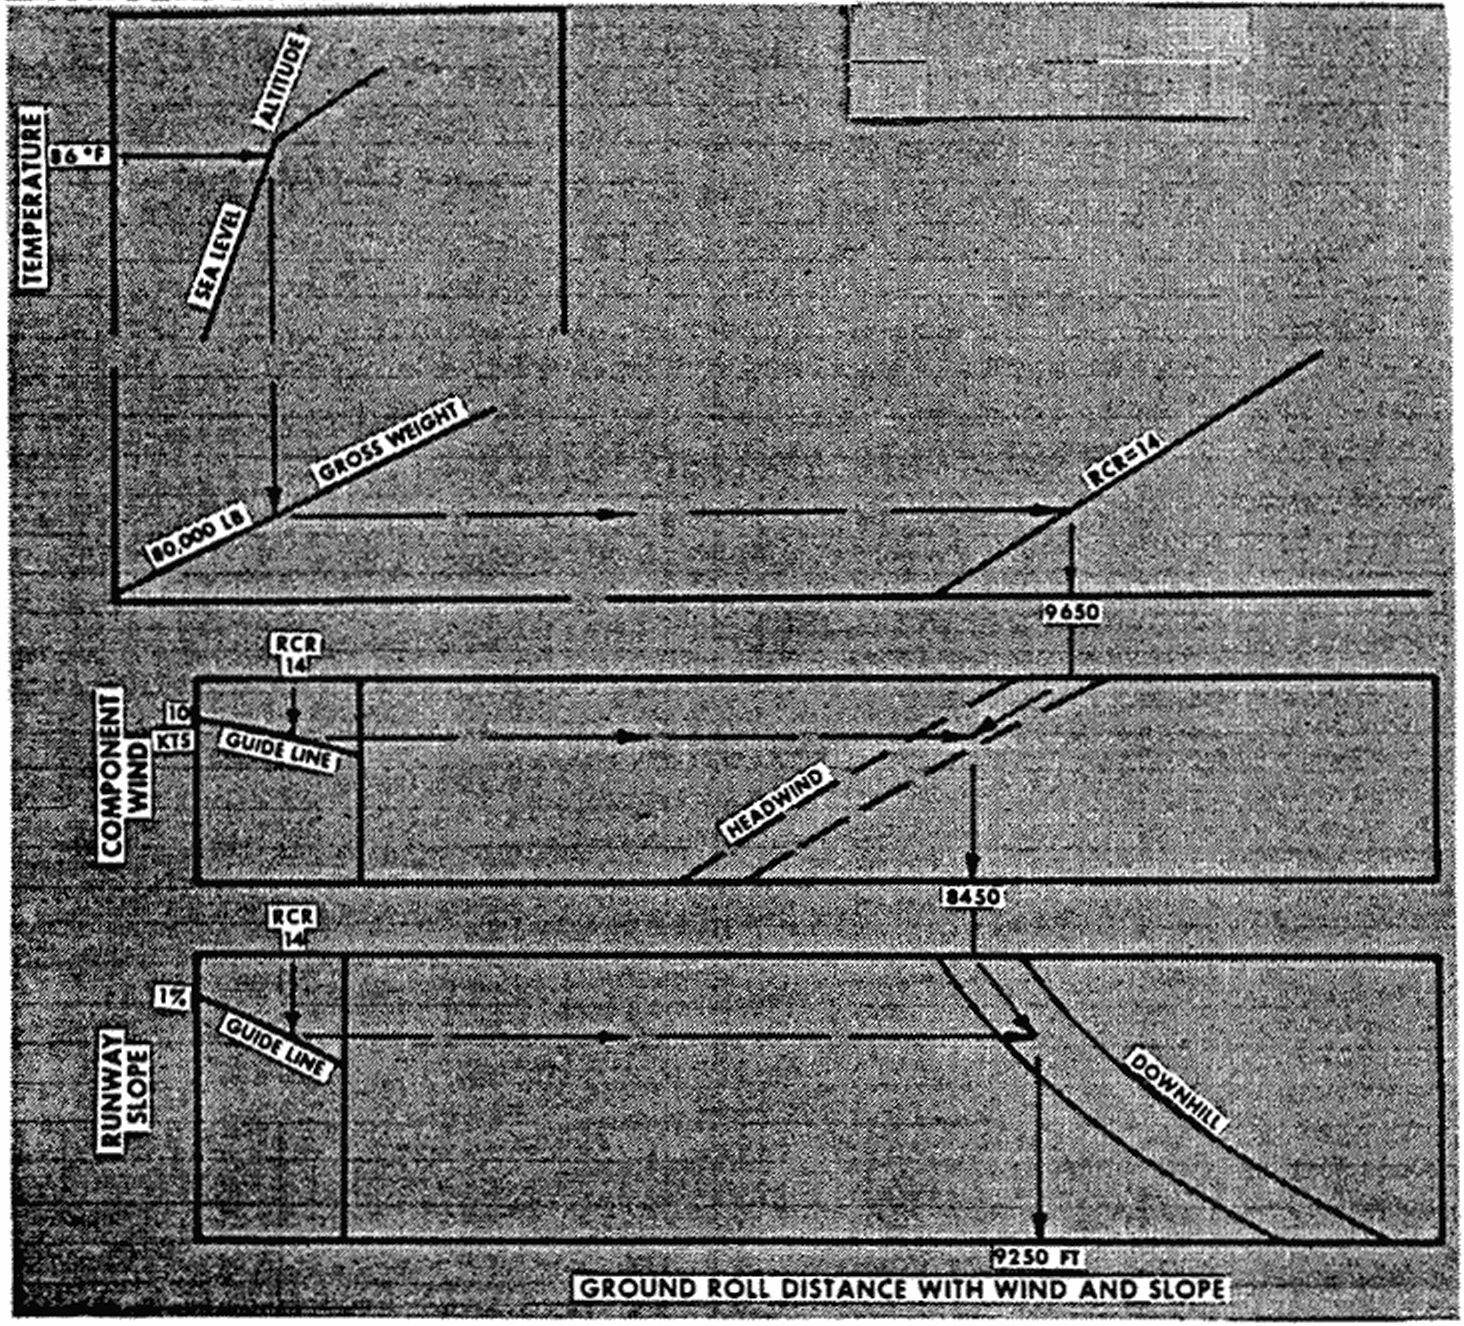 TEMPERATURE
86 °F
ALTITUDE
SEA LEVEL
GROSS WEIGHT
80,000 LB
RCR=14
9650
RCR
14
COMPONENT
WIND
10
KTS
GUIDE LINE
HEADWIND
8450
RCR
14
RUNWAY
SLOPE
1%
GUIDE LINE
DOWNHILL
9250 FT
GROUND ROLL DISTANCE WITH WIND AND SLOPE